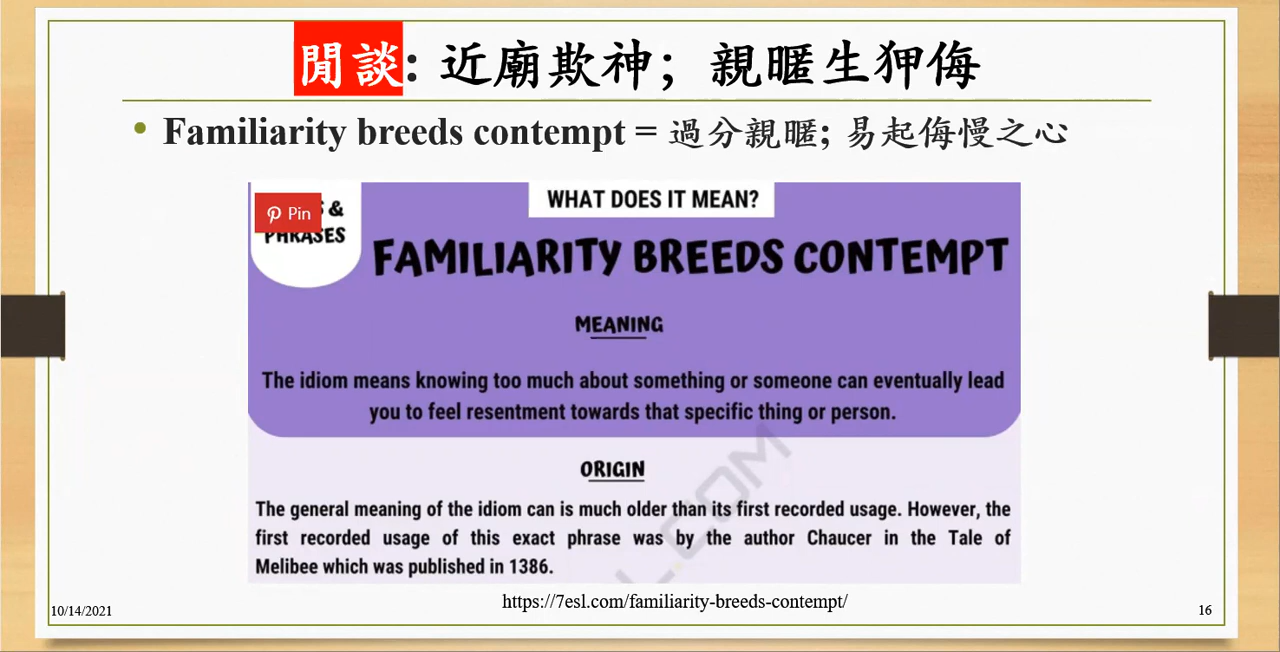 閒談: 近廟欺神; 親暱生狎侮
• Familiarity breeds contempt = 過分親暱; 易起侮慢之心
WHAT DOES IT MEAN?
Pin
&
PHRASES
FAMILIARITY BREEDS CONTEMPT
MEANING
The idiom means knowing too much about something or someone can eventually lead
you to feel resentment towards that specific thing or person.
ORIGIN
The general meaning of the idiom can is much older than its first recorded usage. However, the
first recorded usage of this exact phrase was by the author Chaucer in the Tale of
Melibee which was published in 1386.
L.COM
https://7esl.com/familiarity-breeds-contempt/
10/14/2021
16